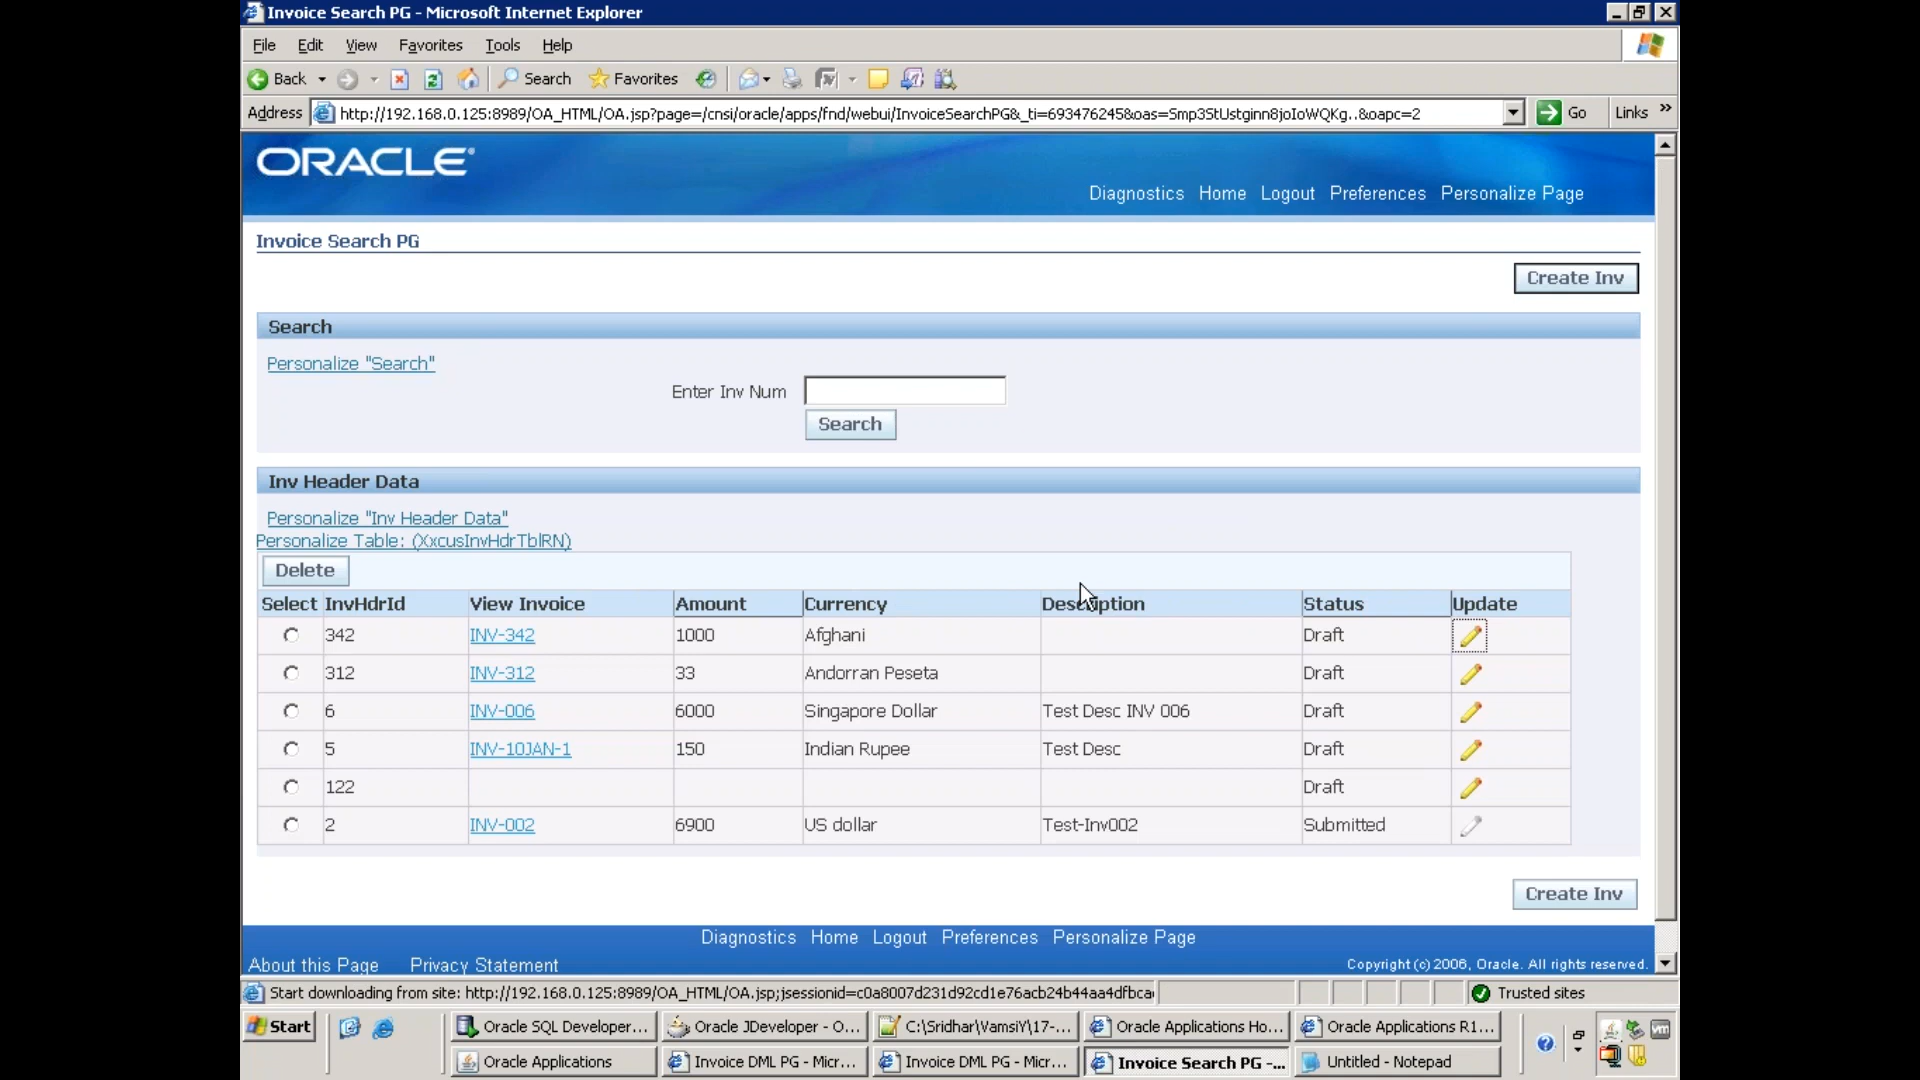 Invoice Search PG - Microsoft Internet Explorer
File Edit View Favorites Tools Help
Back Search Favorites
Address http://192.168.0.125:8989/OA_HTML/OA.jsp?page=/cnsi/oracle/apps/fnd/webui/InvoiceSearchPG&_ti=693476245&oas=Smp3StUstginn8joIoWQKg..&oapc=2 Go Links »
ORACLE
Diagnostics Home Logout Preferences Personalize Page
Invoice Search PG
Create Inv
Search
Personalize "Search"
Enter Inv Num
Search
Inv Header Data
Personalize "Inv Header Data"
Personalize Table: (XxcusInvHdrTblRN)
Delete
Select InvHdrId View Invoice Amount Currency Description Status Update
342 INV-342 1000 Afghani Draft
312 INV-312 33 Andorran Peseta Draft
6 INV-006 6000 Singapore Dollar Test Desc INV 006 Draft
5 INV-10JAN-1 150 Indian Rupee Test Desc Draft
122 Draft
2 INV-002 6900 US dollar Test-Inv002 Submitted
Create Inv
Diagnostics Home Logout Preferences Personalize Page
About this Page Privacy Statement Copyright (c) 2006, Oracle. All rights reserved.
Start downloading from site: http://192.168.0.125:8989/OA_HTML/OA.jsp;jsessionid=c0a8007d231d92cd1e76acb24b44aa4dfbca Trusted sites
Start Oracle SQL Developer... Oracle JDeveloper - O... C:\Sridhar\VamsiY\17-... Oracle Applications Ho... Oracle Applications R1...
Oracle Applications Invoice DML PG - Micr... Invoice DML PG - Micr... Invoice Search PG -... Untitled - Notepad